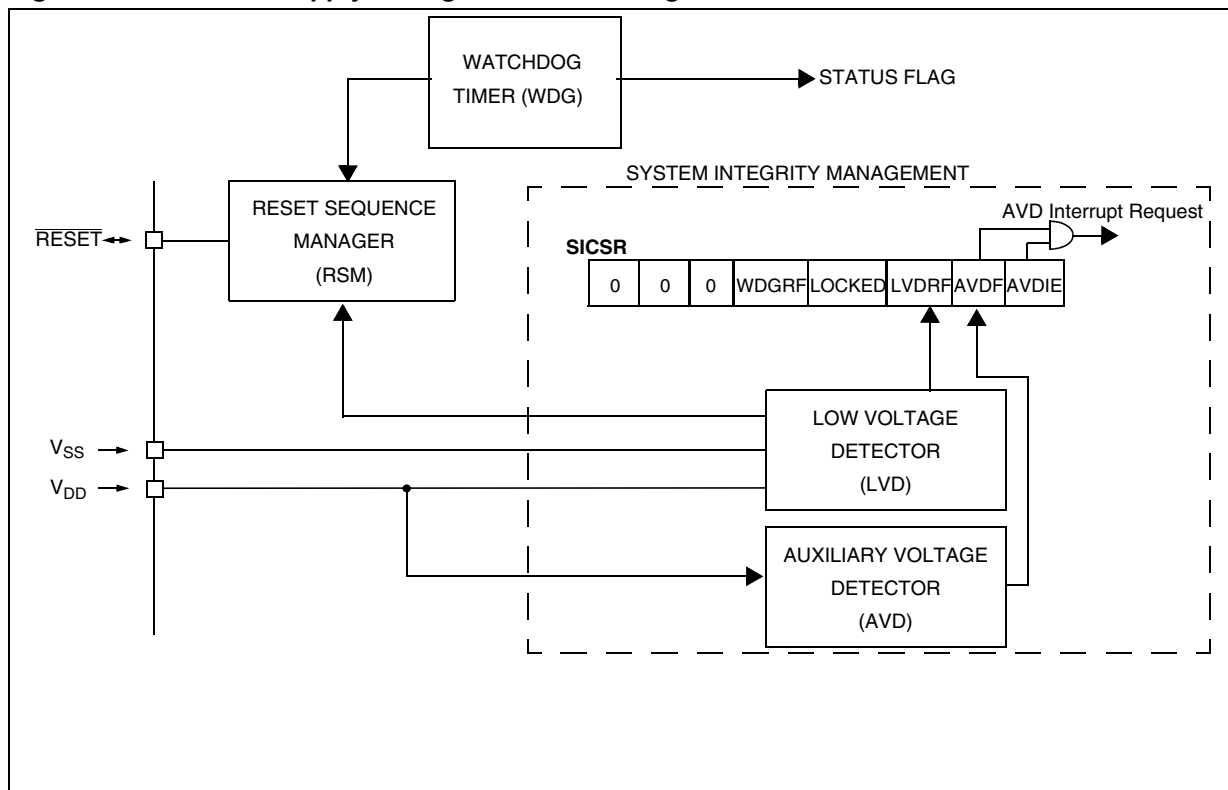 WATCHDOG
TIMER (WDG)
STATUS FLAG
SYSTEM INTEGRITY MANAGEMENT
RESET SEQUENCE
MANAGER
(RSM)
RESET
AVD Interrupt Request
SICSR
0 0 0 WDGRF LOCKED LVDRF AVDF AVDIE
LOW VOLTAGE
DETECTOR
(LVD)
VSS
VDD
AUXILIARY VOLTAGE
DETECTOR
(AVD)